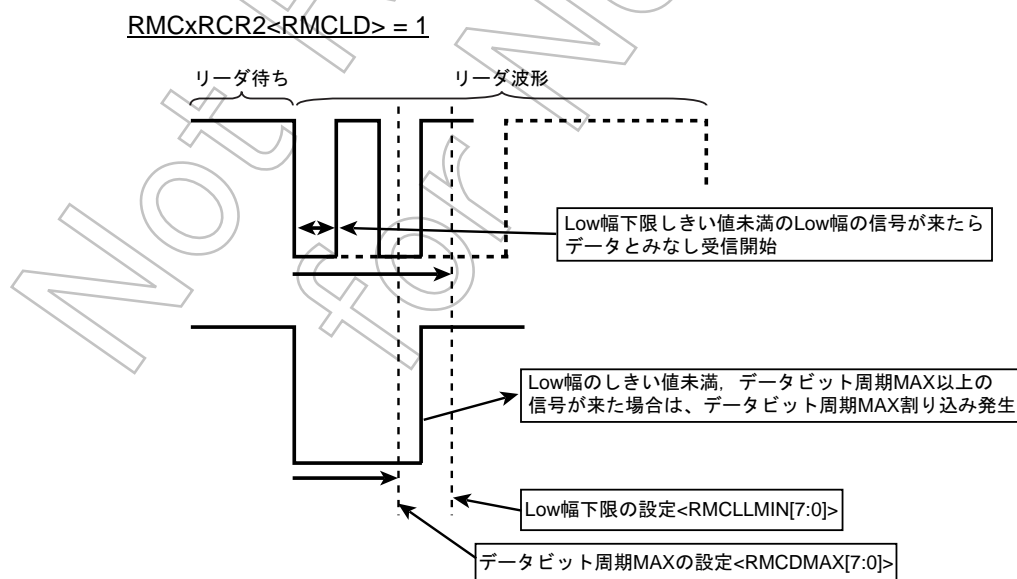 RMCxRCR2<RMCLD> = 1
リーダ待ち
リーダ波形
Low幅下限しきい値未満のLow幅の信号が来たら
データとみなし受信開始
Low幅のしきい値未満,データビット周期MAX以上の
信号が来た場合は、データビット周期MAX割り込み発生
Low幅下限の設定<RMCLLMIN[7:0]>
データビット周期MAXの設定<RMCDMAX[7:0]>
Not
for